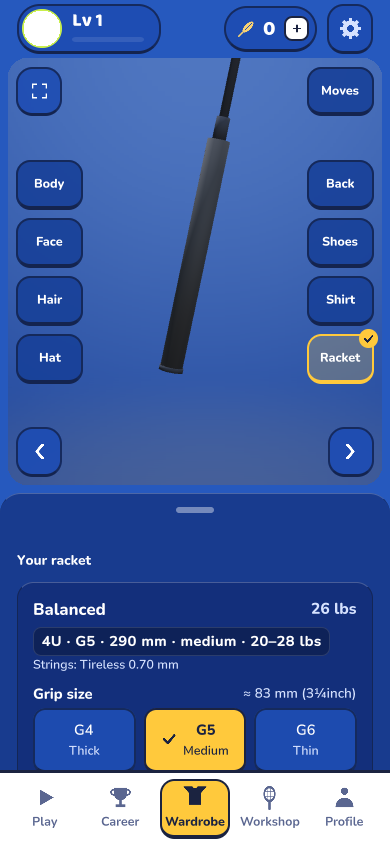 Lv 1
0
+
Moves
Body
Back
Face
Shoes
Hair
Shirt
Hat
Racket
Your racket
Balanced
26 lbs
4U · G5 · 290 mm · medium · 20–28 lbs
Strings: Tireless 0.70 mm
Grip size
≈ 83 mm (3¼inch)
G4
Thick
G5
Medium
G6
Thin
Play
Career
Wardrobe
Workshop
Profile